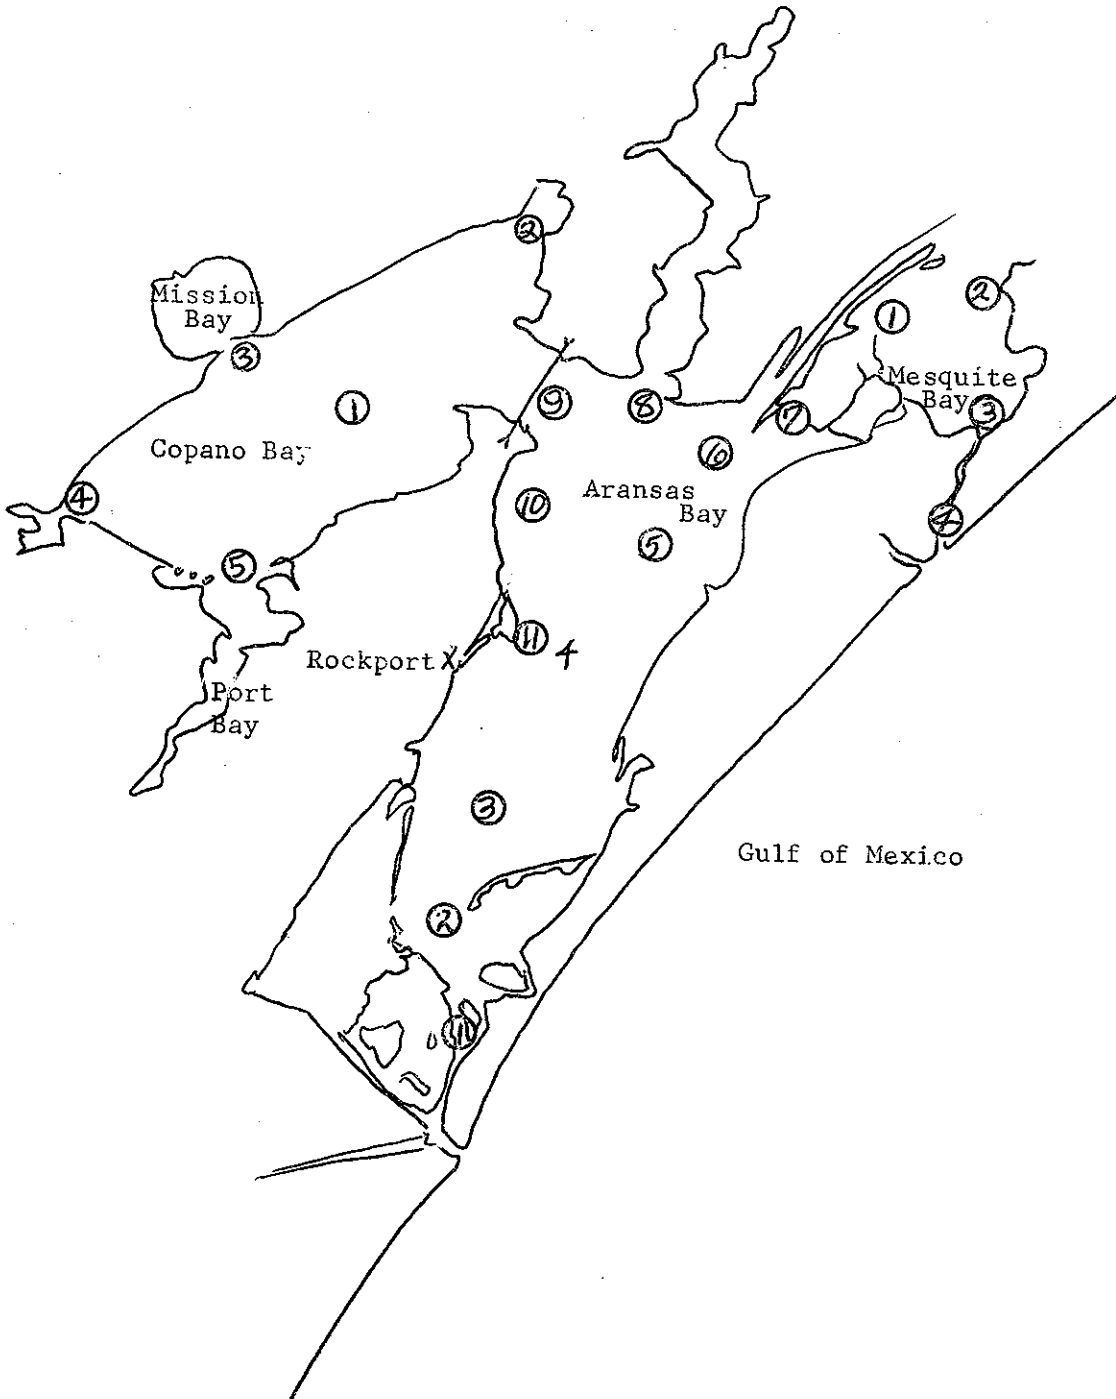 ②
②
Mission
Bay
①
③
①
Mesquite
Bay
③
⑨
⑧
⑦
Copano Bay
Aransas
Bay
④
⑩
④
⑤
⑤
Rockport X
⑪ 4
Port
Bay
③
Gulf of Mexico
②